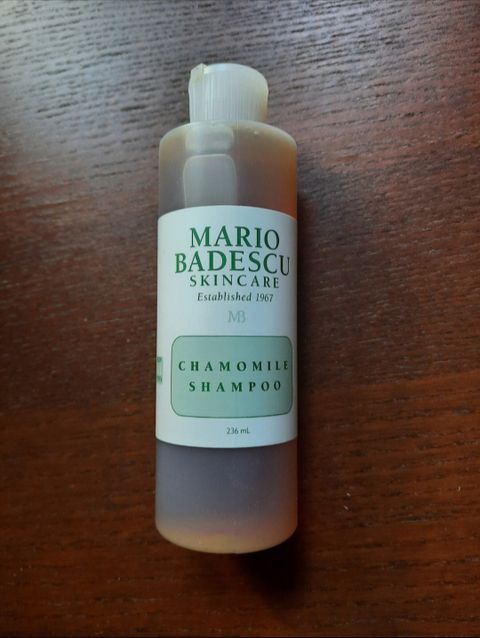 MARIO
BADESCU
SKINCARE
Established 1967
MB
CHAMOMILE
SHAMPOO
236 mL